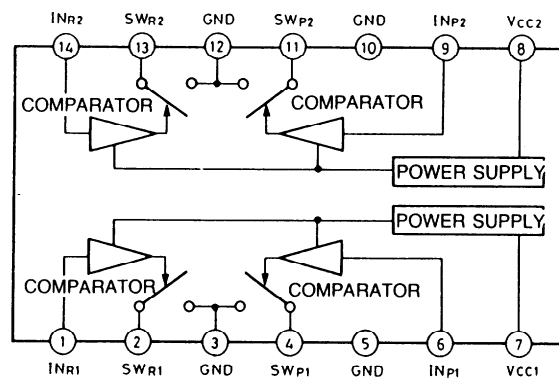 INR2 SWR2 GND SWP2 GND INP2 VCC2
14 13 12 11 10 9 8
COMPARATOR COMPARATOR
POWER SUPPLY
POWER SUPPLY
COMPARATOR COMPARATOR
1 2 3 4 5 6 7
INR1 SWR1 GND SWP1 GND INP1 VCC1